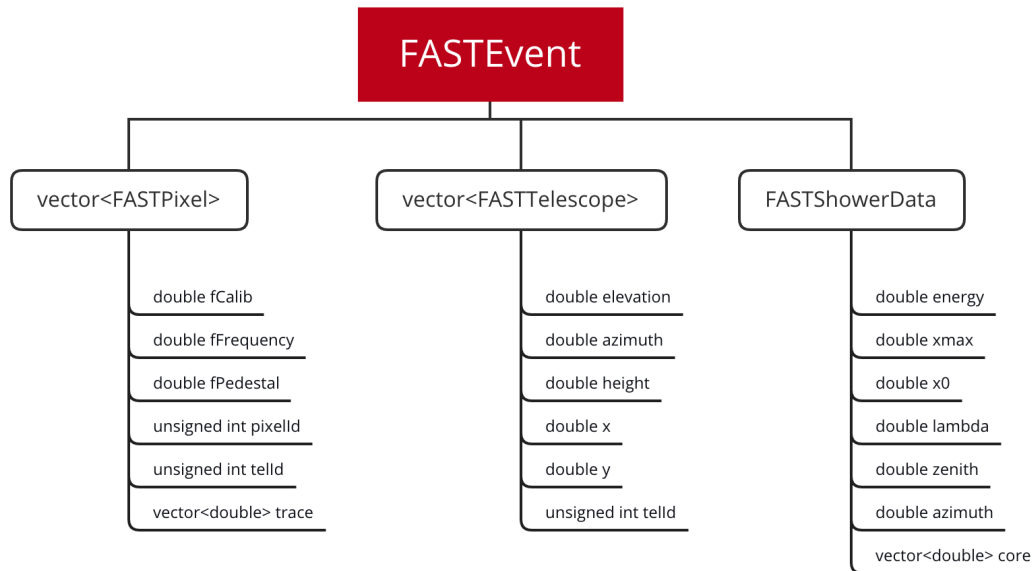 FASTEvent
vector<FASTPixel>
double fCalib
double fFrequency
double fPedestal
unsigned int pixelId
unsigned int telId
vector<double> trace
vector<FASTTelescope>
double elevation
double azimuth
double height
double x
double y
unsigned int telId
FASTShowerData
double energy
double xmax
double x0
double lambda
double zenith
double azimuth
vector<double> core